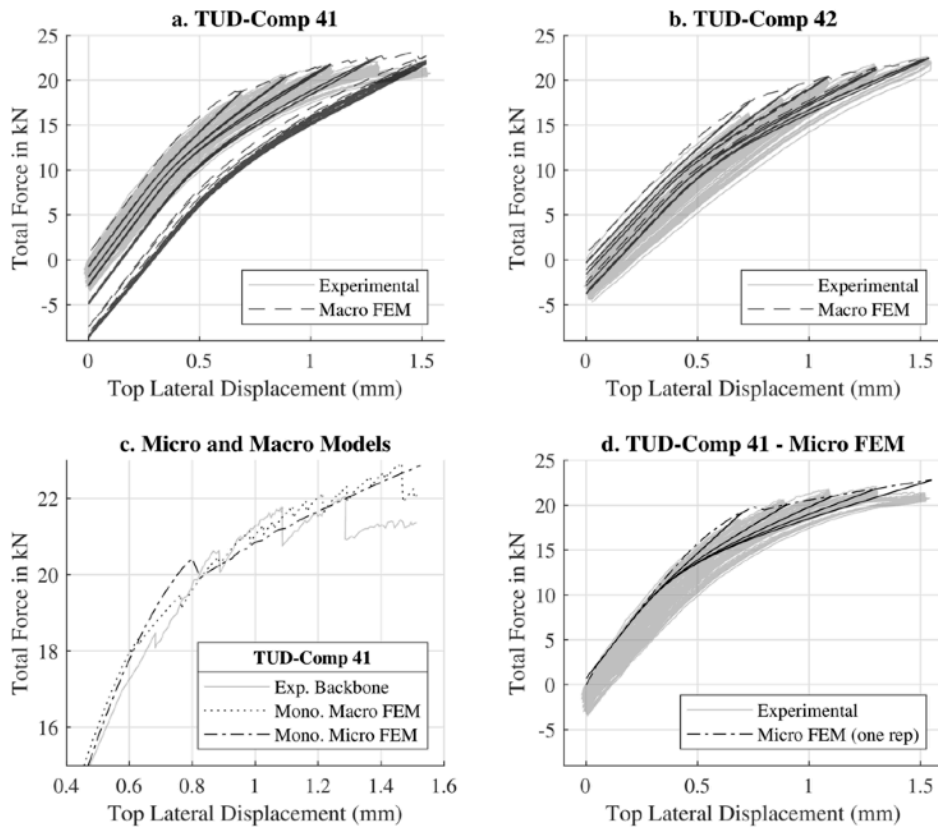 a. TUD-Comp 41
25
20
15
10
5
0
-5
Total Force in kN
Experimental
Macro FEM
0
0.5
1
1.5
Top Lateral Displacement (mm)
b. TUD-Comp 42
25
20
15
10
5
0
-5
Total Force in kN
Experimental
Macro FEM
0
0.5
1
1.5
Top Lateral Displacement (mm)
c. Micro and Macro Models
22
20
18
16
Total Force in kN
TUD-Comp 41
Exp. Backbone
Mono. Macro FEM
Mono. Micro FEM
0.4
0.6
0.8
1
1.2
1.4
1.6
Top Lateral Displacement (mm)
d. TUD-Comp 41 - Micro FEM
25
20
15
10
5
0
-5
Total Force in kN
Experimental
Micro FEM (one rep)
0
0.5
1
1.5
Top Lateral Displacement (mm)